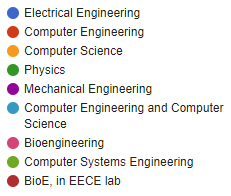 Electrical Engineering
Computer Engineering
Computer Science
Physics
Mechanical Engineering
Computer Engineering and Computer
Science
Bioengineering
Computer Systems Engineering
BioE, in EECE lab